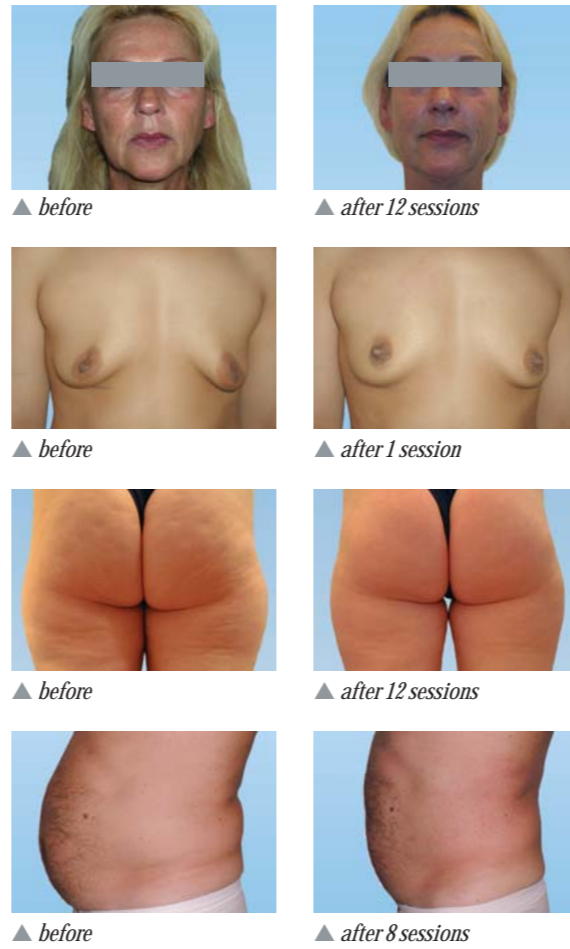 ▲ before
▲ after 12 sessions
▲ before
▲ after 1 session
▲ before
▲ after 12 sessions
▲ before
▲ after 8 sessions